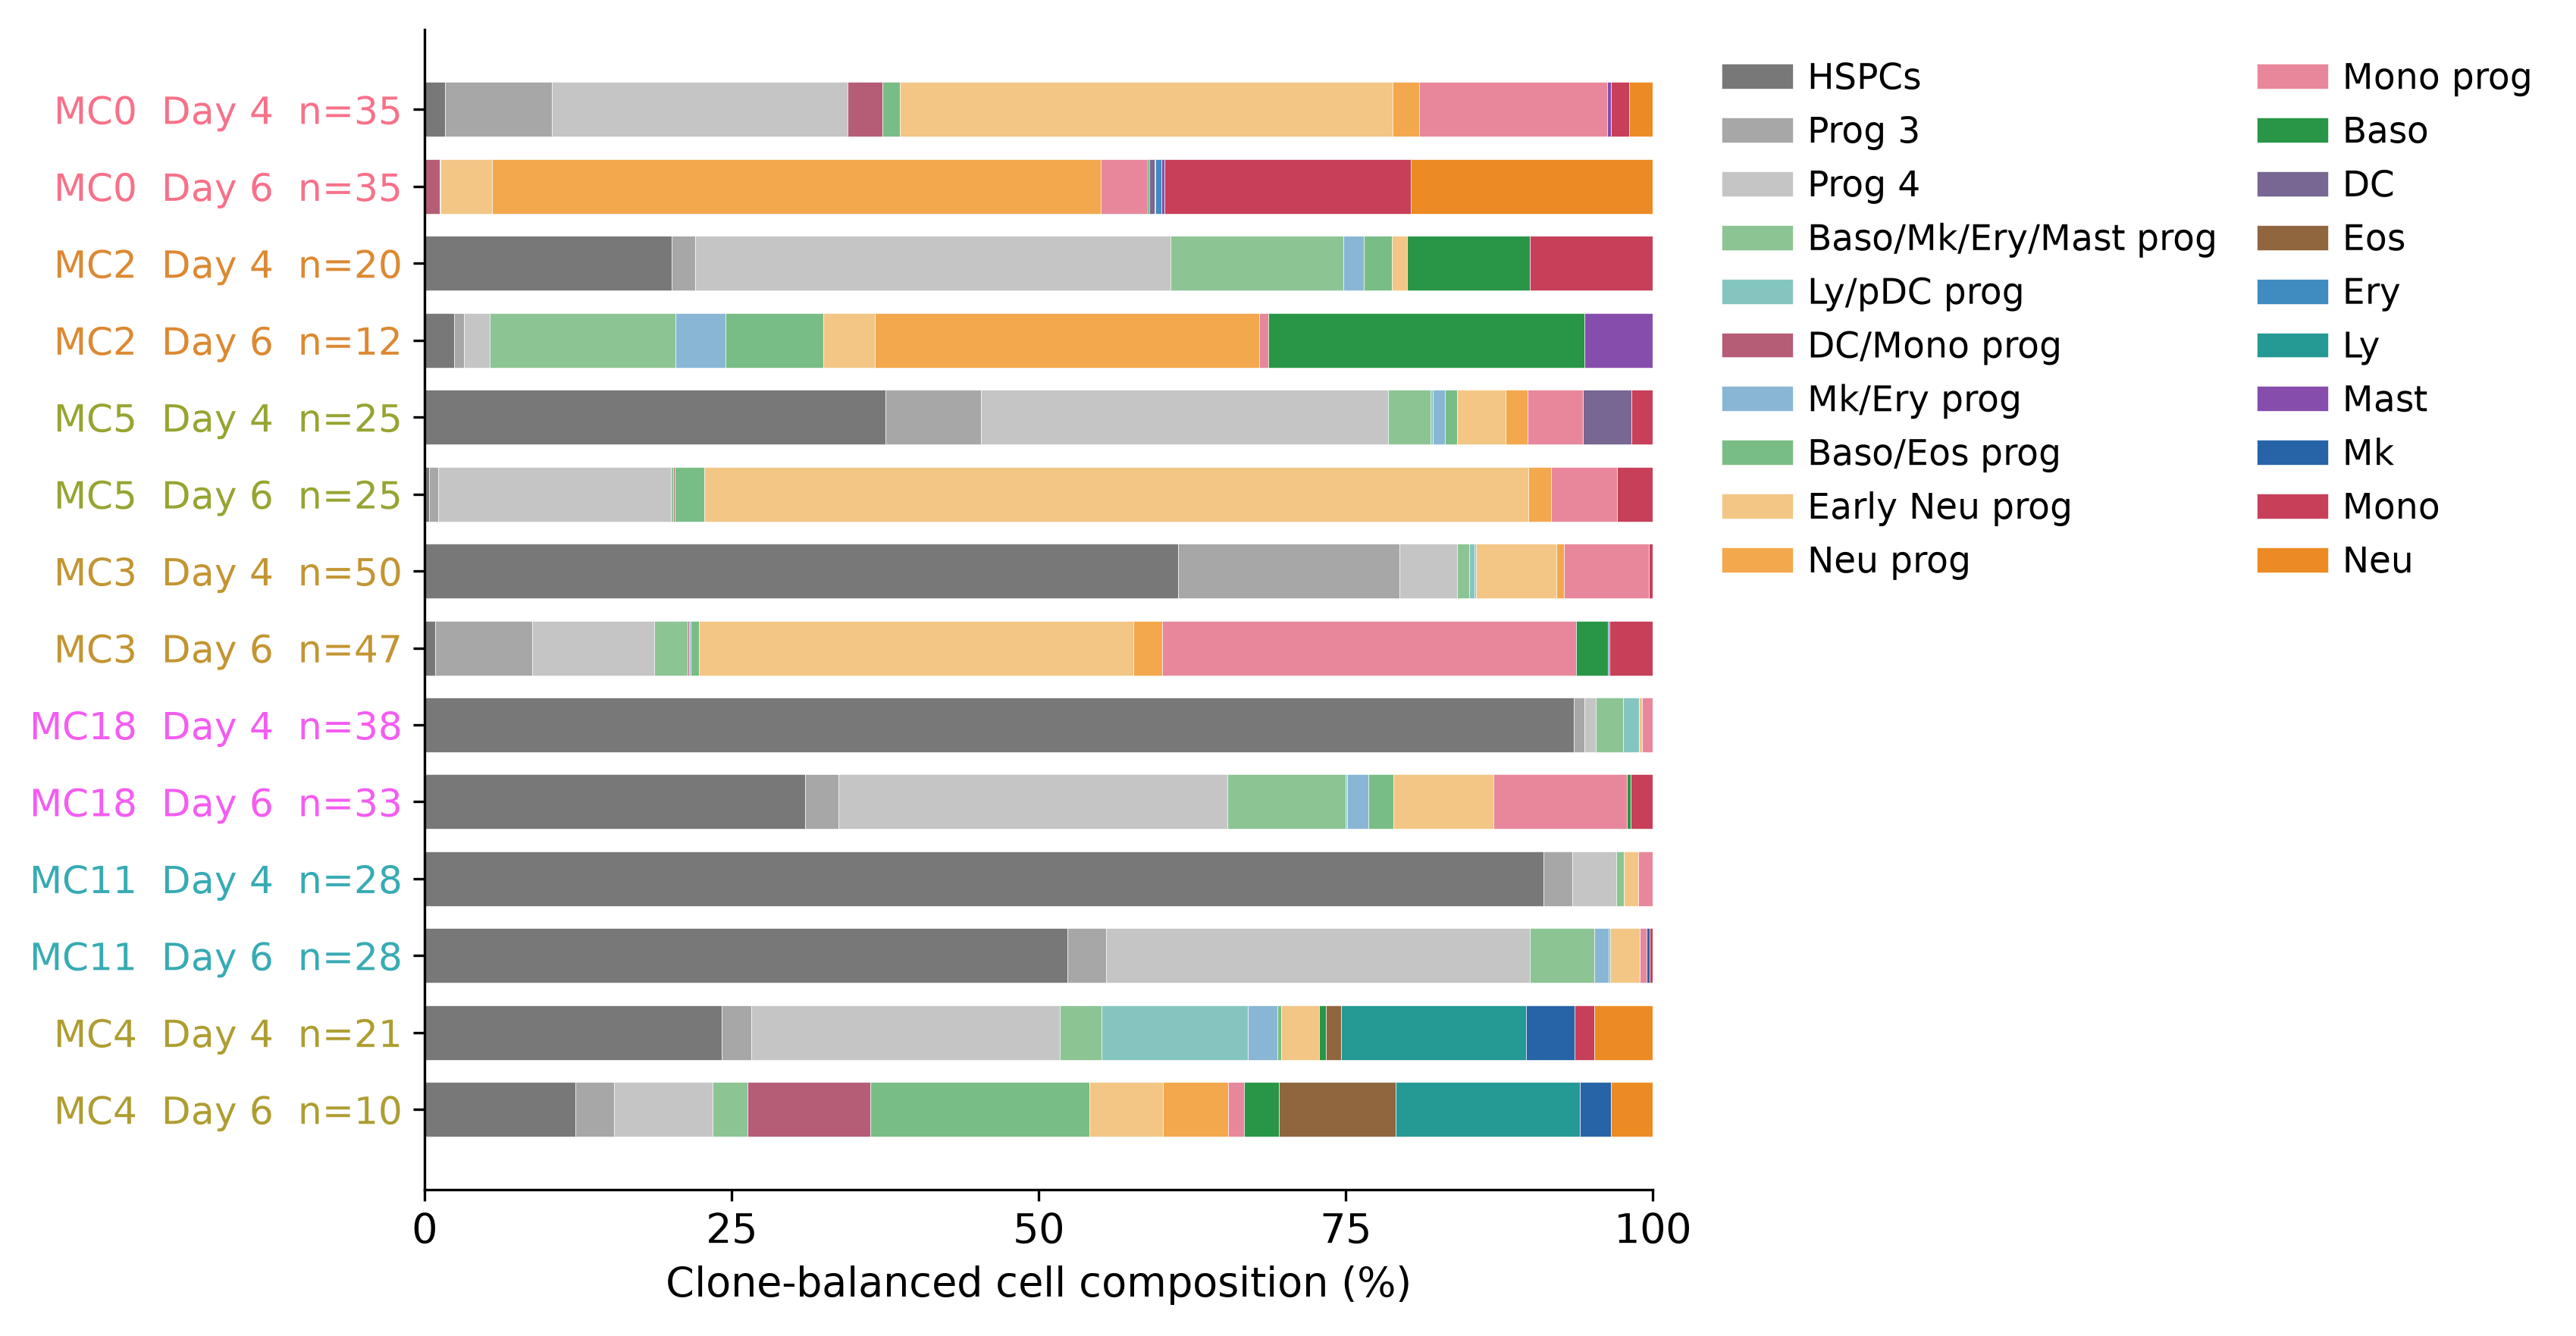 MC0 Day 4 n=35
MC0 Day 6 n=35
MC2 Day 4 n=20
MC2 Day 6 n=12
MC5 Day 4 n=25
MC5 Day 6 n=25
MC3 Day 4 n=50
MC3 Day 6 n=47
MC18 Day 4 n=38
MC18 Day 6 n=33
MC11 Day 4 n=28
MC11 Day 6 n=28
MC4 Day 4 n=21
MC4 Day 6 n=10
0 25 50 75 100
Clone-balanced cell composition (%)
HSPCs
Prog 3
Prog 4
Baso/Mk/Ery/Mast prog
Ly/pDC prog
DC/Mono prog
Mk/Ery prog
Baso/Eos prog
Early Neu prog
Neu prog
Mono prog
Baso
DC
Eos
Ery
Ly
Mast
Mk
Mono
Neu